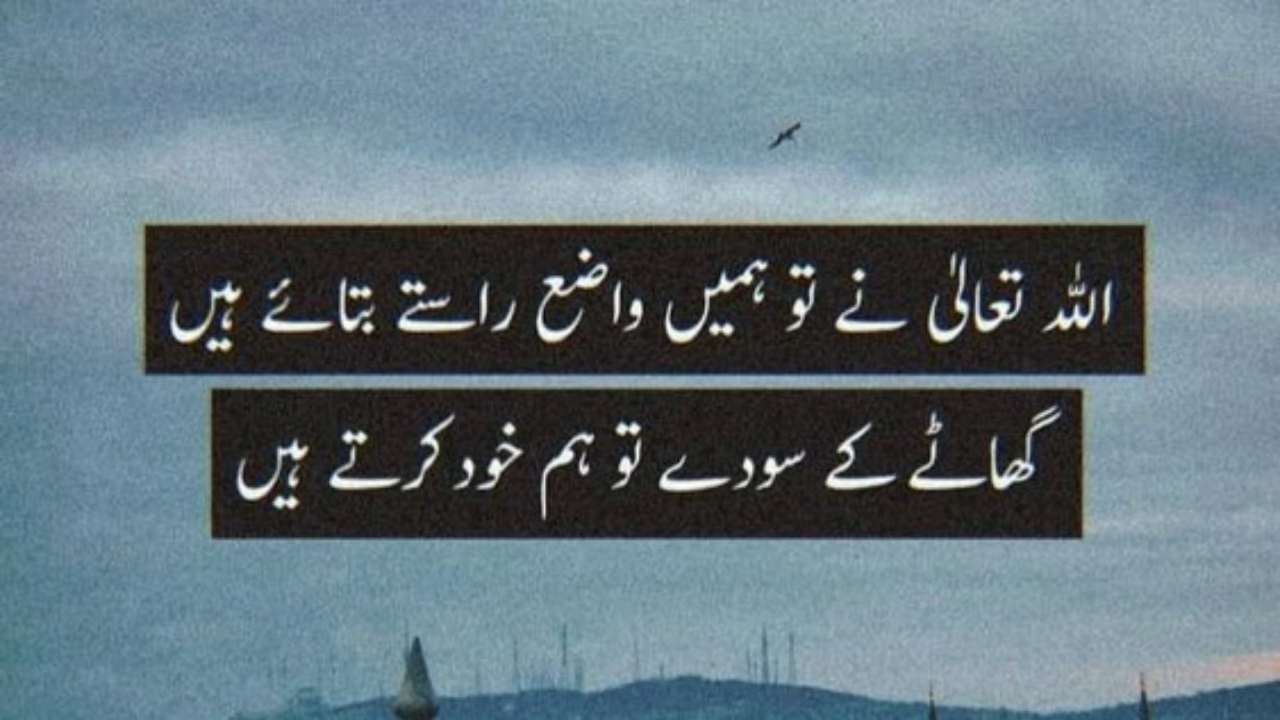 اللہ تعالیٰ نے تو ہمیں واضع راستے بتائے ہیں
گھاٹے کے سودے تو ہم خود کرتے ہیں